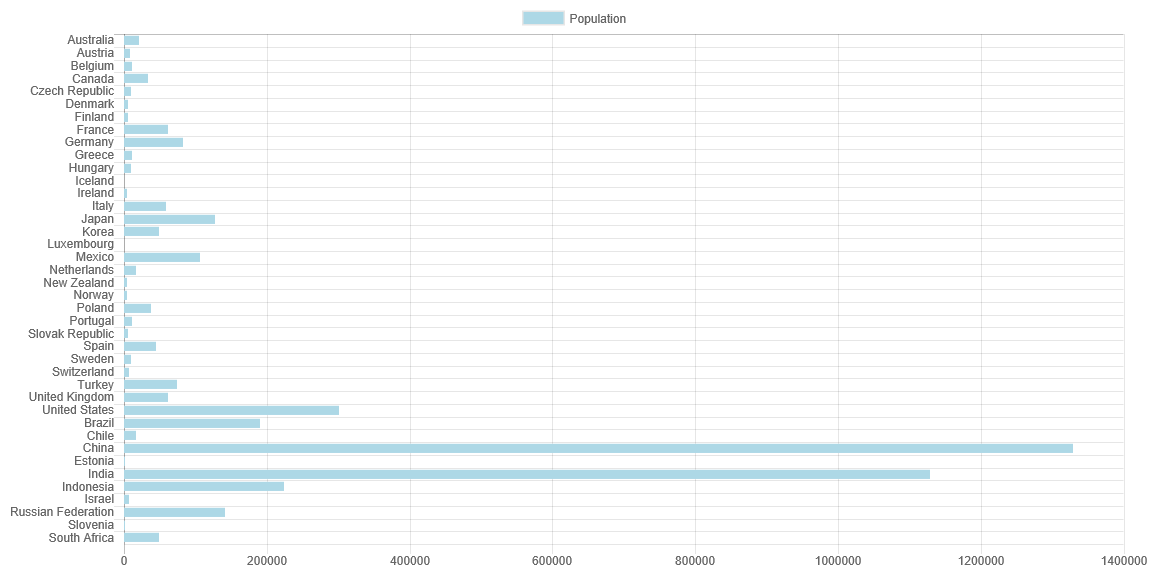 Population
Australia
Austria
Belgium
Canada
Czech Republic
Denmark
Finland
France
Germany
Greece
Hungary
Iceland
Ireland
Italy
Japan
Korea
Luxembourg
Mexico
Netherlands
New Zealand
Norway
Poland
Portugal
Slovak Republic
Spain
Sweden
Switzerland
Turkey
United Kingdom
United States
Brazil
Chile
China
Estonia
India
Indonesia
Israel
Russian Federation
Slovenia
South Africa
0 200000 400000 600000 800000 1000000 1200000 1400000